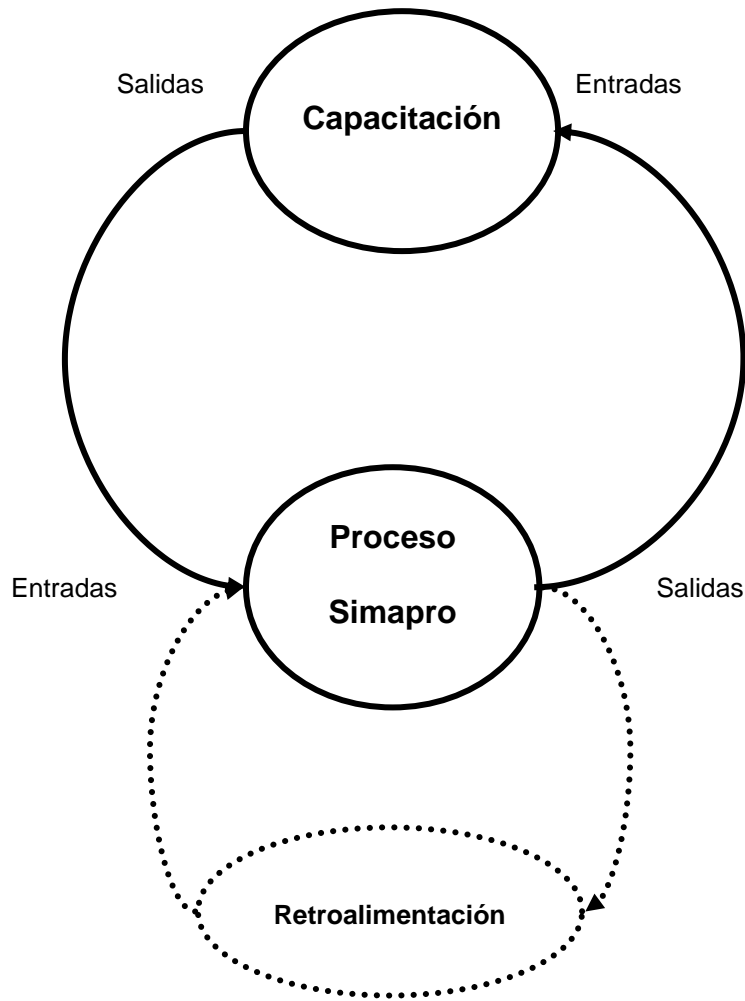 Salidas
Entradas
Capacitación
Proceso
Simapro
Entradas
Salidas
Retroalimentación